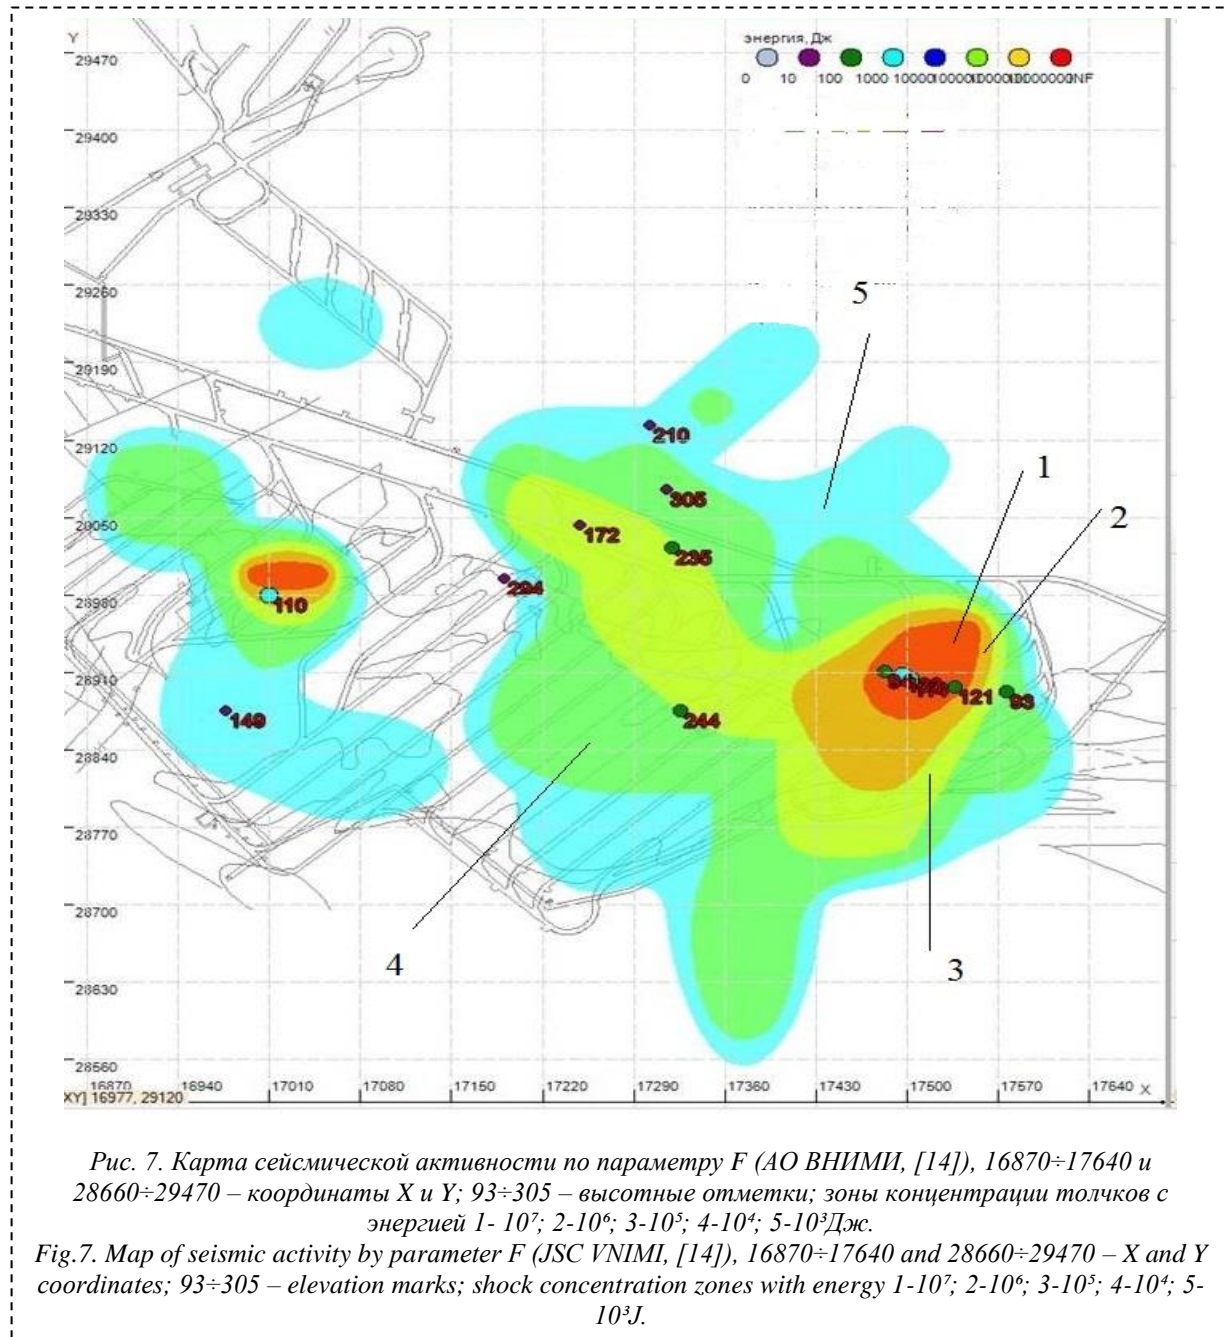 Y
энергия, Дж
29470
0 10 100 1000
29400
29330
29260
5
29190
29120
210
1
305
29050
2
172
235
294
28980
110
28910
121
93
149
244
28840
28770
28700
4
3
28630
28560
16870 16940 17010 17080 17150 17220 17290 17360 17430 17500 17570 17640 X
XY] 16977, 29120
Рис. 7. Карта сейсмической активности по параметру F (АО ВНИМИ, [14]), 16870÷17640 и
28660÷29470 – координаты X и Y; 93÷305 – высотные отметки; зоны концентрации толчков с
энергией 1- 10⁷; 2-10⁶; 3-10⁵; 4-10⁴; 5-10³Дж.
Fig.7. Map of seismic activity by parameter F (JSC VNIMI, [14]), 16870÷17640 and 28660÷29470 – X and Y
coordinates; 93÷305 – elevation marks; shock concentration zones with energy 1-10⁷; 2-10⁶; 3-10⁵; 4-10⁴; 5-
10³J.